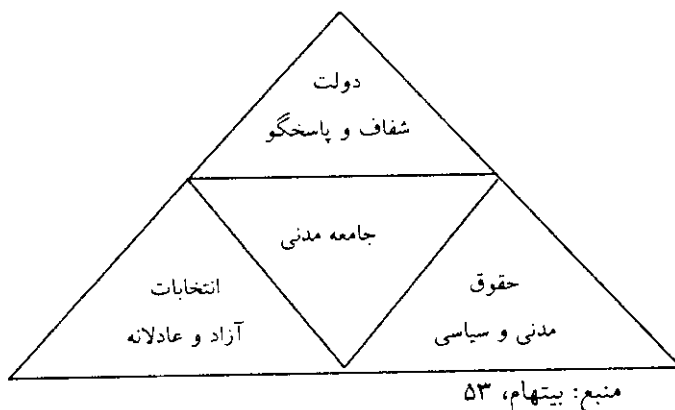 دولت
شفاف و پاسخگو
جامعه مدنی
حقوق
مدنی و سیاسی
انتخابات
آزاد و عادلانه
منبع: بیتهام، ۵۳